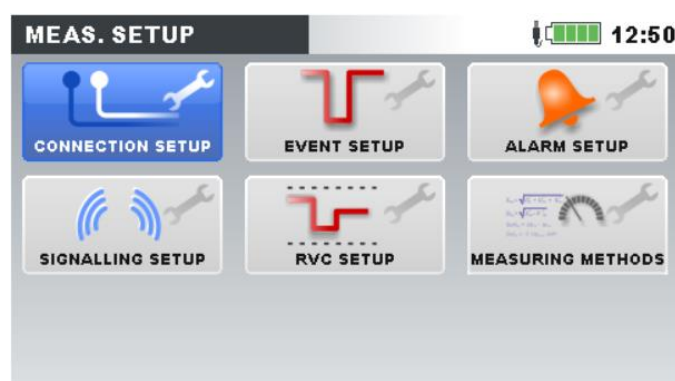 MEAS. SETUP 12:50
CONNECTION SETUP EVENT SETUP ALARM SETUP
SIGNALLING SETUP RVC SETUP MEASURING METHODS